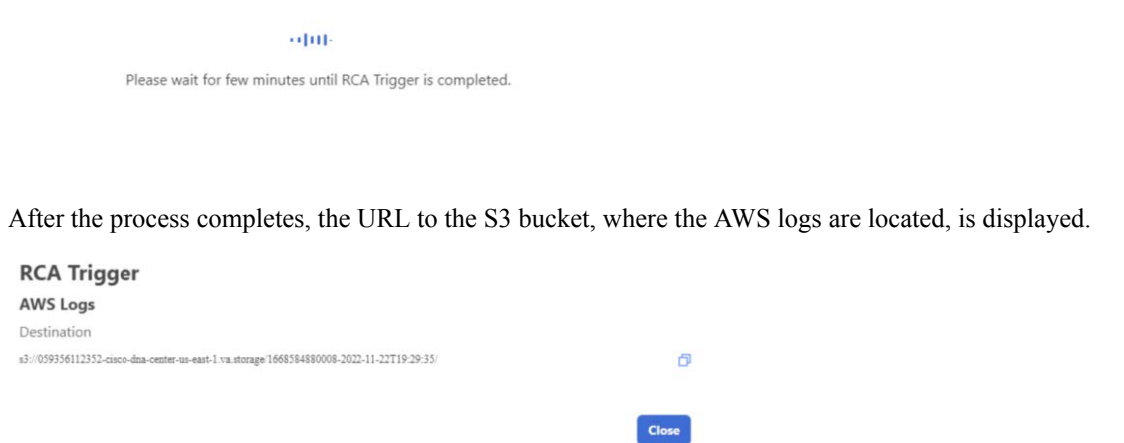 Please wait for few minutes until RCA Trigger is completed.
After the process completes, the URL to the S3 bucket, where the AWS logs are located, is displayed.
RCA Trigger
AWS Logs
Destination
s3://059356112352-cisco-dna-center-us-east-1.va.storage/1668584880008-2022-11-22T19:29:35/
Close